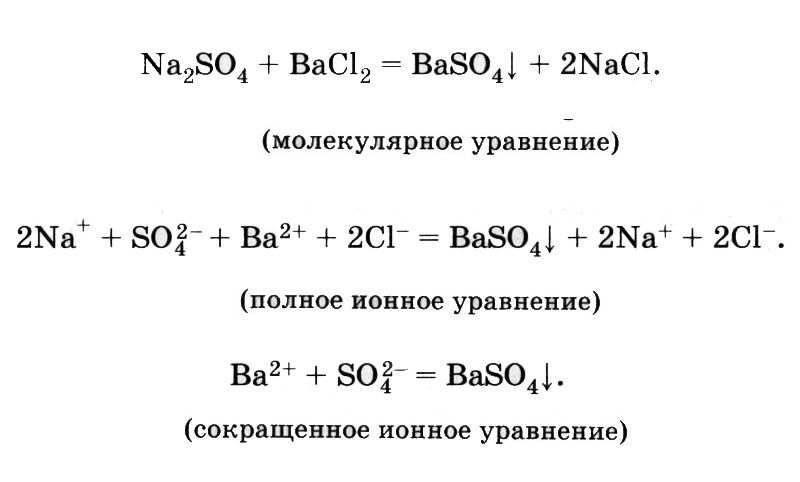 Na₂SO₄ + BaCl₂ = BaSO₄↓ + 2NaCl.
(молекулярное уравнение)
2Na⁺ + SO₄²⁻ + Ba²⁺ + 2Cl⁻ = BaSO₄↓ + 2Na⁺ + 2Cl⁻.
(полное ионное уравнение)
Ba²⁺ + SO₄²⁻ = BaSO₄↓.
(сокращенное ионное уравнение)